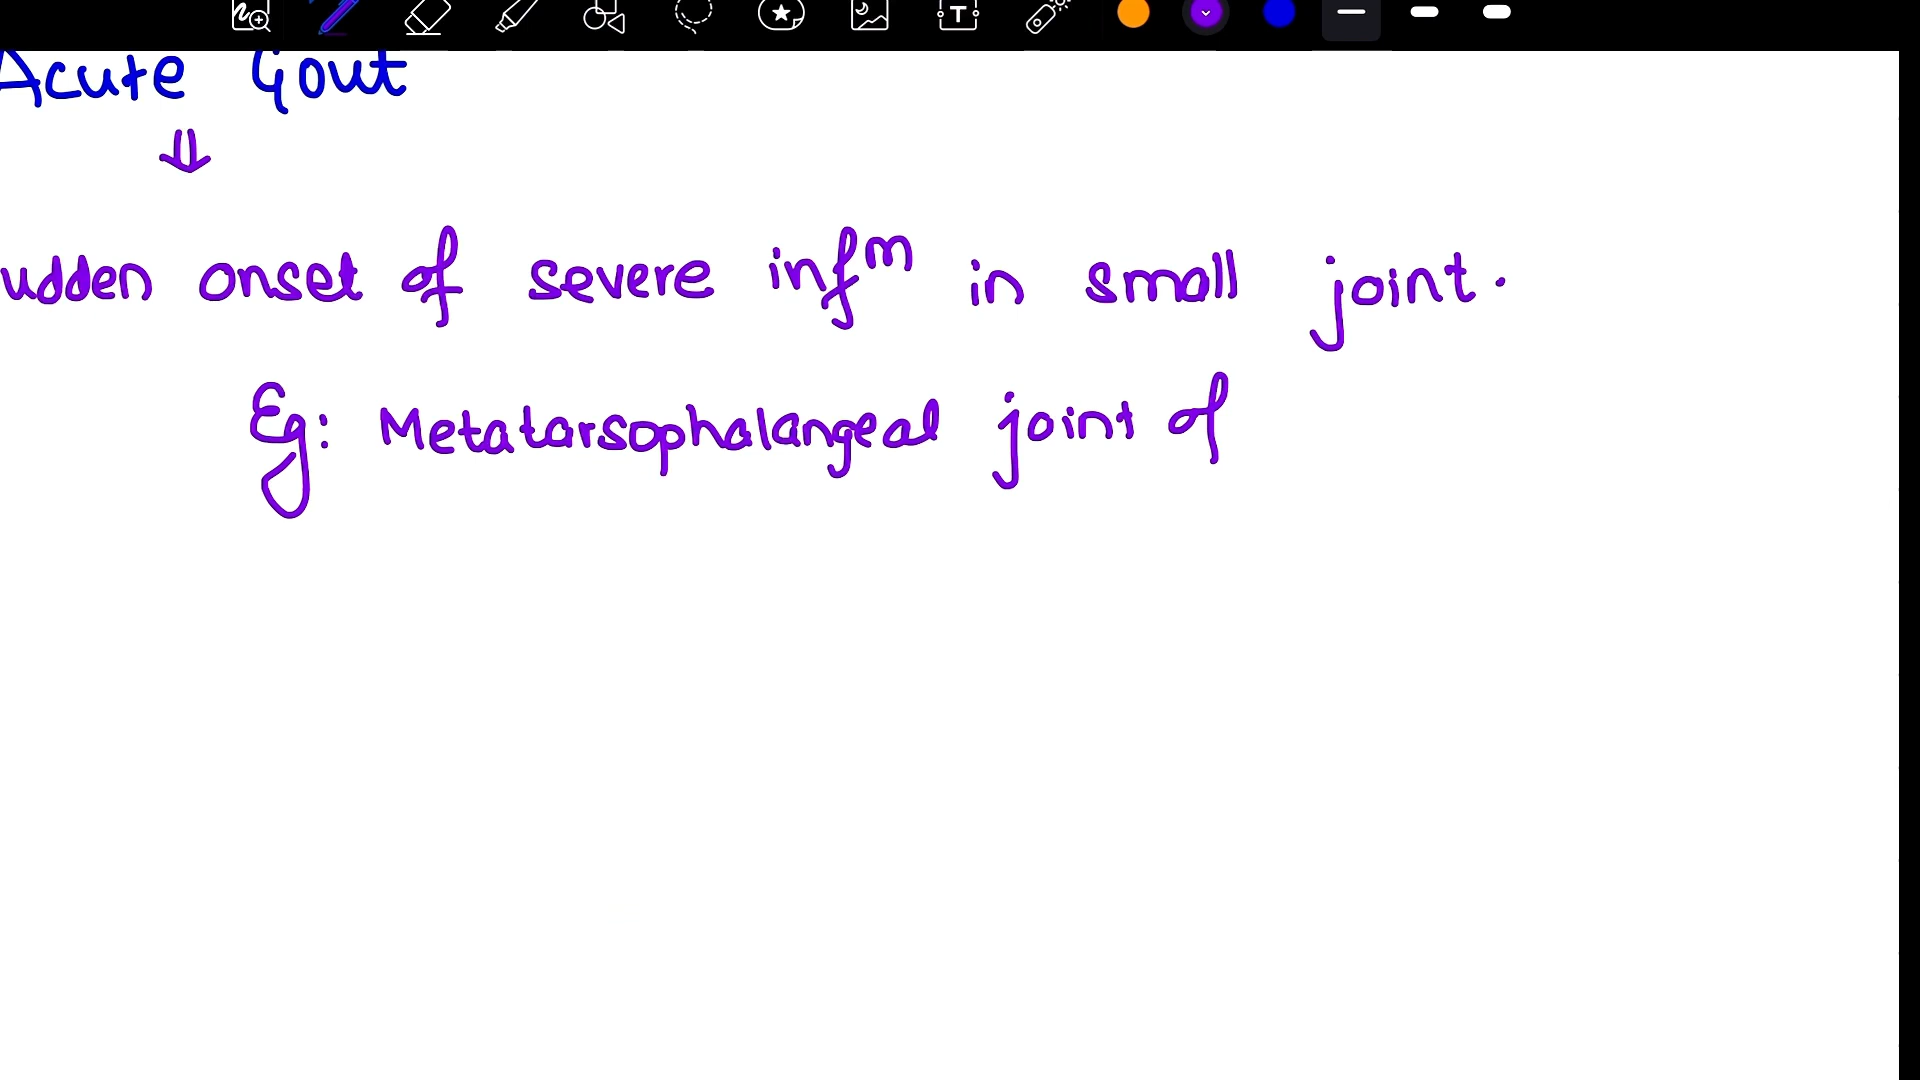 Acute Gout
⇓
udden onset of severe infᵐ in small joint.
Eg: Metatarsophalangeal joint of